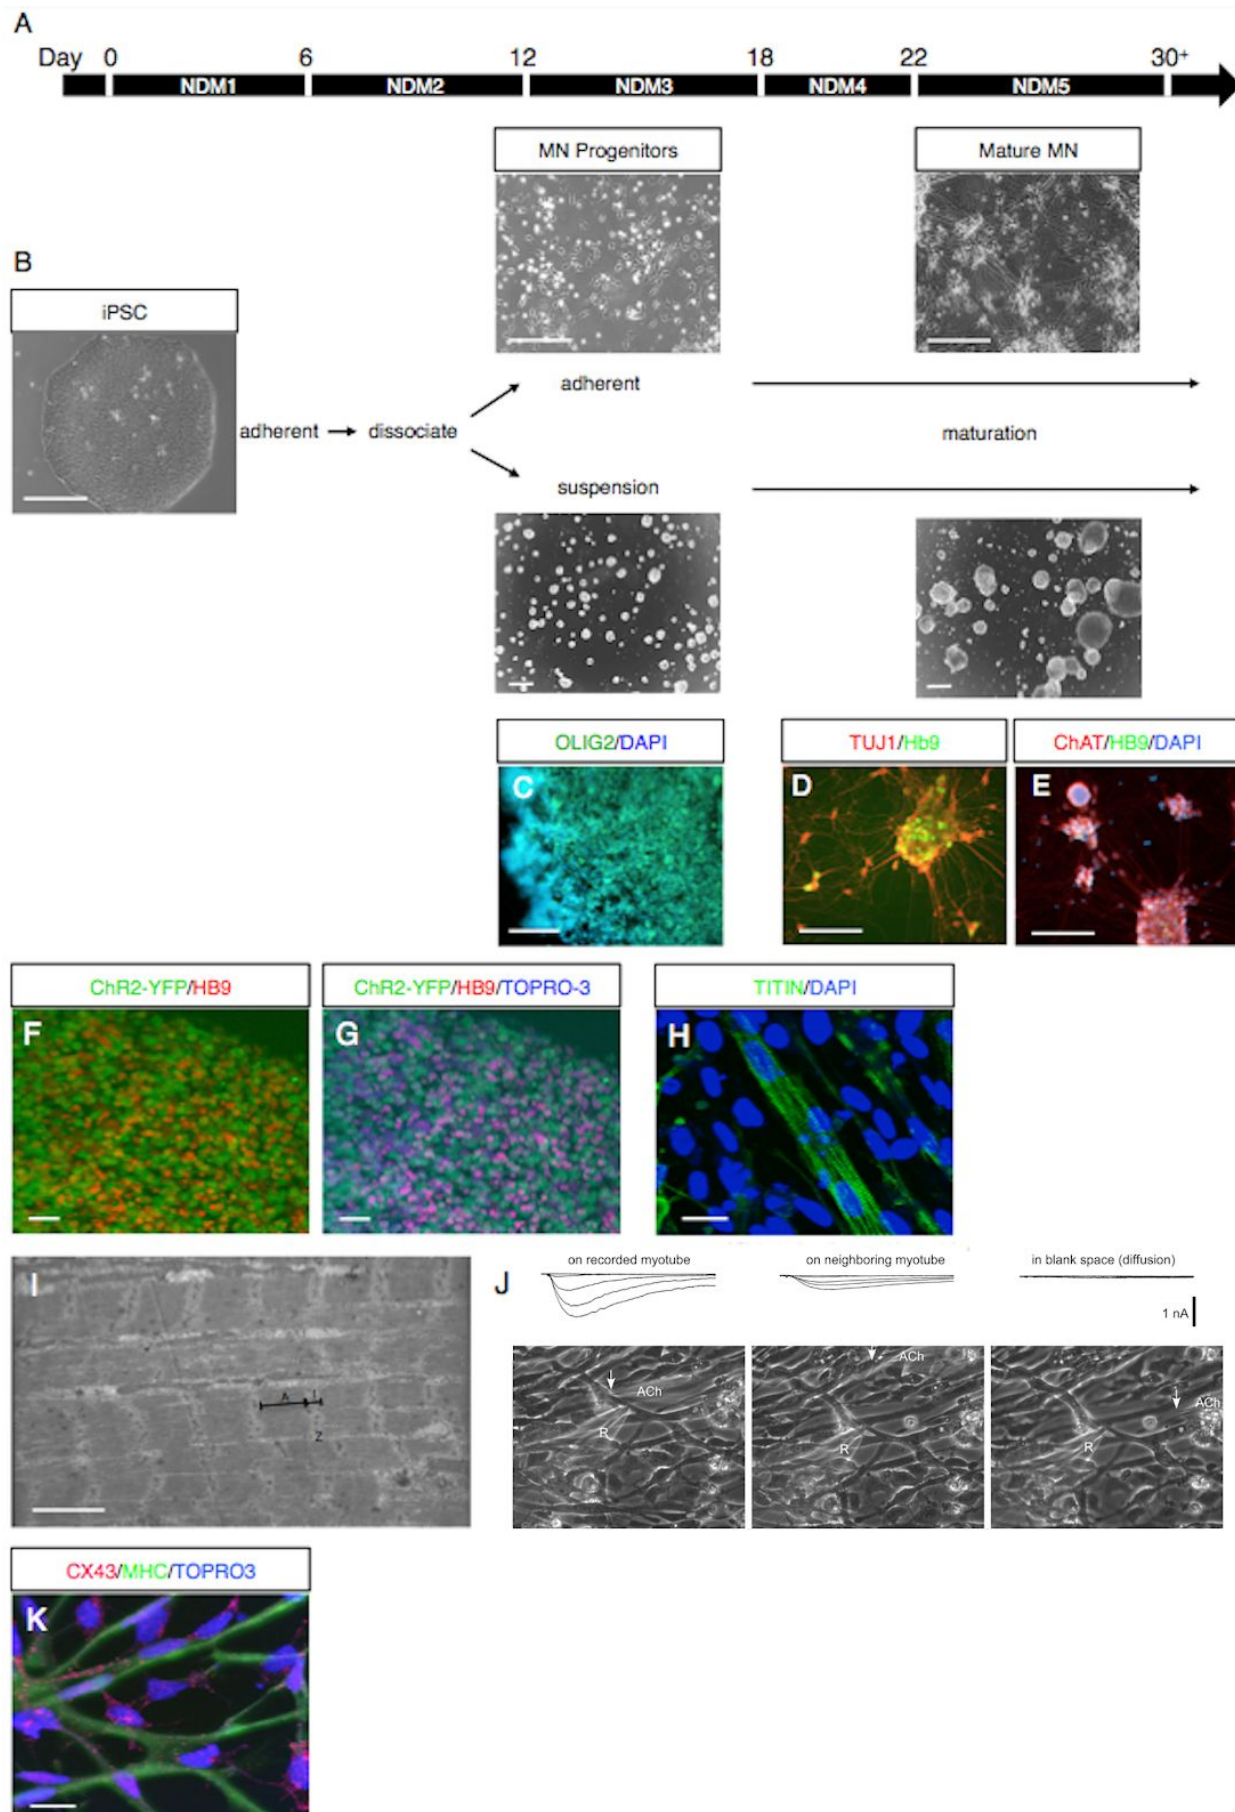 A
Day 0 6 12 18 22 30+
NDM1 NDM2 NDM3 NDM4 NDM5
MN Progenitors Mature MN
B
iPSC
adherent
adherent dissociate
maturation
suspension
OLIG2/DAPI TUJ1/Hb9 ChAT/HB9/DAPI
C D E
ChR2-YFP/HB9 ChR2-YFP/HB9/TOPRO-3 TITIN/DAPI
F G H
on recorded myotube on neighboring myotube in blank space (diffusion)
I J
1 nA
ACh ACh ACh
A I
R R R
Z
CX43/MHC/TOPRO3
K